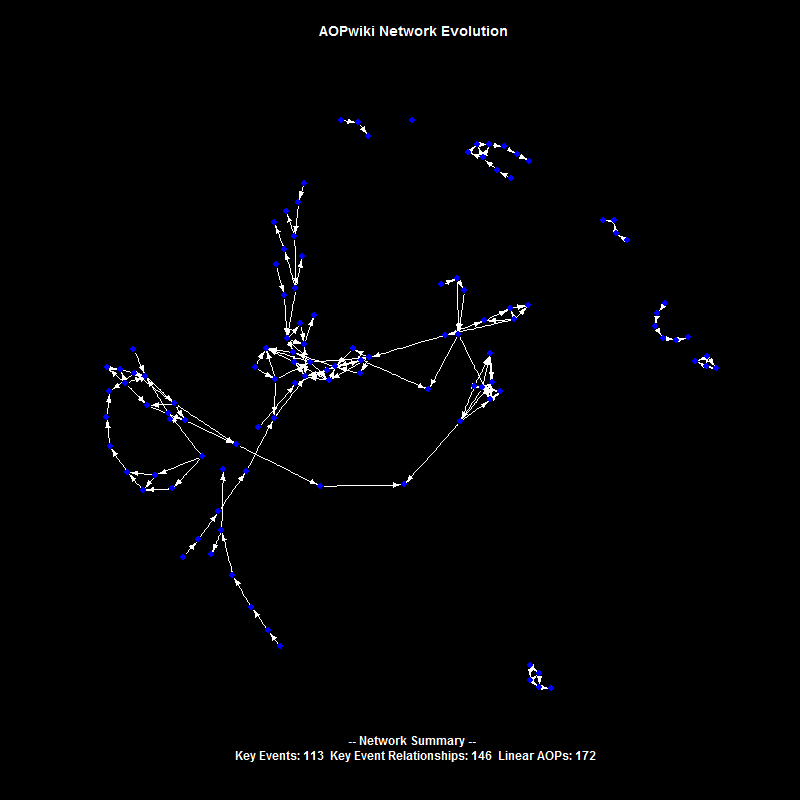 AOPwiki Network Evolution
-- Network Summary --
Key Events: 113 Key Event Relationships: 146 Linear AOPs: 172